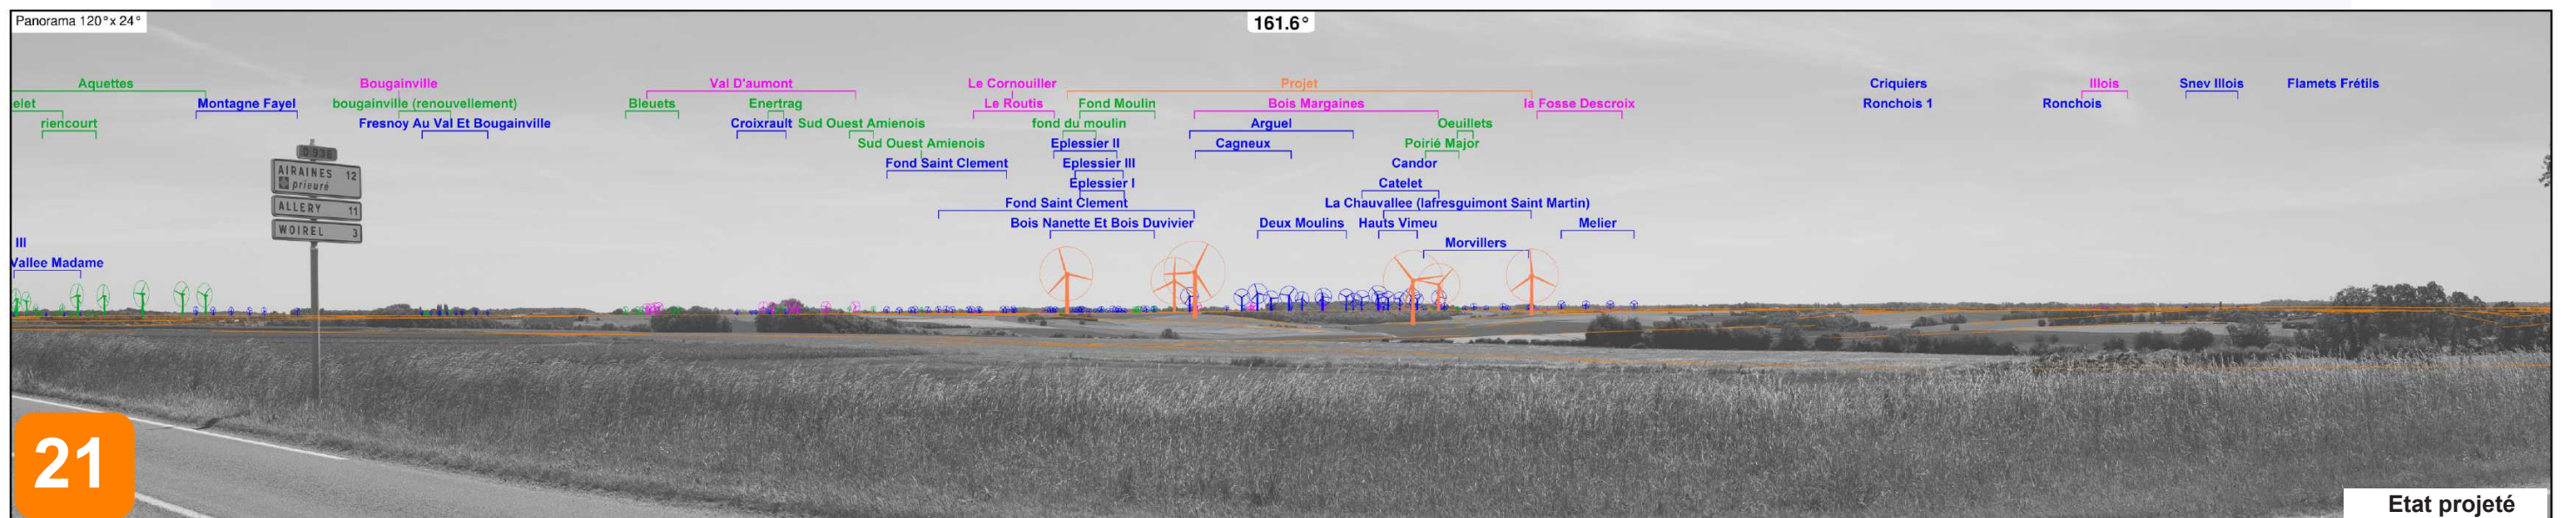 Panorama 120°x 24°
161.6°
Aquettes
Bougainville
Val D'aumont
Le Cornouiller
Projet
Criquiers
Illois
Snev Illois
Flamets Frétils
elet
Montagne Fayel
bougainville (renouvellement)
Bleuets
Enertrag
Le Routis
Fond Moulin
Bois Margaines
la Fosse Descroix
Ronchois 1
Ronchois
riencourt
Fresnoy Au Val Et Bougainville
Croixrault
Sud Ouest Amienois
fond du moulin
Arguel
Oeuillets
Sud Ouest Amienois
Eplessier II
Cagneux
Poirié Major
Fond Saint Clement
Eplessier III
Candor
Eplessier I
Catelet
Fond Saint Clement
La Chauvallee (lafresguimont Saint Martin)
Bois Nanette Et Bois Duvivier
Deux Moulins
Hauts Vimeu
Melier
III
Morvillers
Vallee Madame
D 936
AIRAINES 12
prieuré
ALLERY 11
WOIREL 3
21
Etat projeté